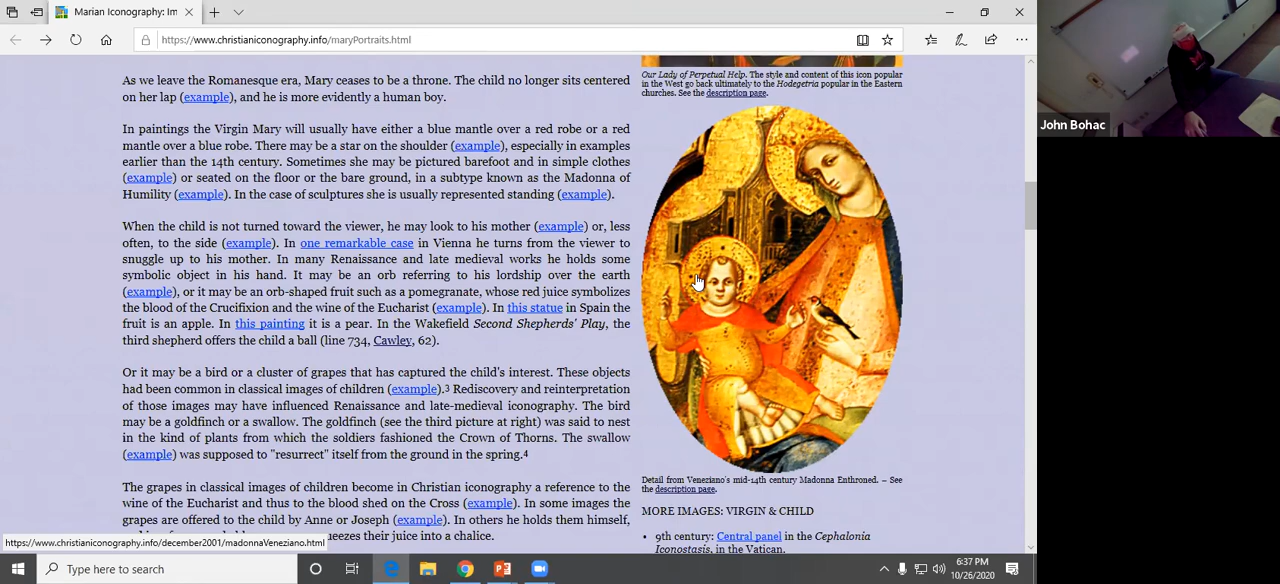 Marian Iconography: Im
https://www.christianiconography.info/maryPortraits.html
As we leave the Romanesque era, Mary ceases to be a throne. The child no longer sits centered
on her lap (example), and he is more evidently a human boy.
In paintings the Virgin Mary will usually have either a blue mantle over a red robe or a red
mantle over a blue robe. There may be a star on the shoulder (example), especially in examples
earlier than the 14th century. Sometimes she may be pictured barefoot and in simple clothes
(example) or seated on the floor or the bare ground, in a subtype known as the Madonna of
Humility (example). In the case of sculptures she is usually represented standing (example).
When the child is not turned toward the viewer, he may look to his mother (example) or, less
often, to the side (example). In one remarkable case in Vienna he turns from the viewer to
snuggle up to his mother. In many Renaissance and late medieval works he holds some
symbolic object in his hand. It may be an orb referring to his lordship over the earth
(example), or it may be an orb-shaped fruit such as a pomegranate, whose red juice symbolizes
the blood of the Crucifixion and the wine of the Eucharist (example). In this statue in Spain the
fruit is an apple. In this painting it is a pear. In the Wakefield Second Shepherds' Play, the
third shepherd offers the child a ball (line 734, Cawley, 62).
Or it may be a bird or a cluster of grapes that has captured the child's interest. These objects
had been common in classical images of children (example).3 Rediscovery and reinterpretation
of those images may have influenced Renaissance and late-medieval iconography. The bird
may be a goldfinch or a swallow. The goldfinch (see the third picture at right) was said to nest
in the kind of plants from which the soldiers fashioned the Crown of Thorns. The swallow
(example) was supposed to "resurrect" itself from the ground in the spring.4
The grapes in classical images of children become in Christian iconography a reference to the
wine of the Eucharist and thus to the blood shed on the Cross (example). In some images the
grapes are offered to the child by Anne or Joseph (example). In others he holds them himself,
queezes their juice into a chalice.
Our Lady of Perpetual Help. The style and content of this icon popular
in the West go back ultimately to the Hodegetria popular in the Eastern
churches. See the description page.
Detail from Veneziano's mid-14th century Madonna Enthroned. – See
the description page.
MORE IMAGES: VIRGIN & CHILD
• 9th century: Central panel in the Cephalonia
Iconostasis, in the Vatican.
https://www.christianiconography.info/december2001/madonnaVeneziano.html
Type here to search
6:37 PM
10/26/2020
John Bohac